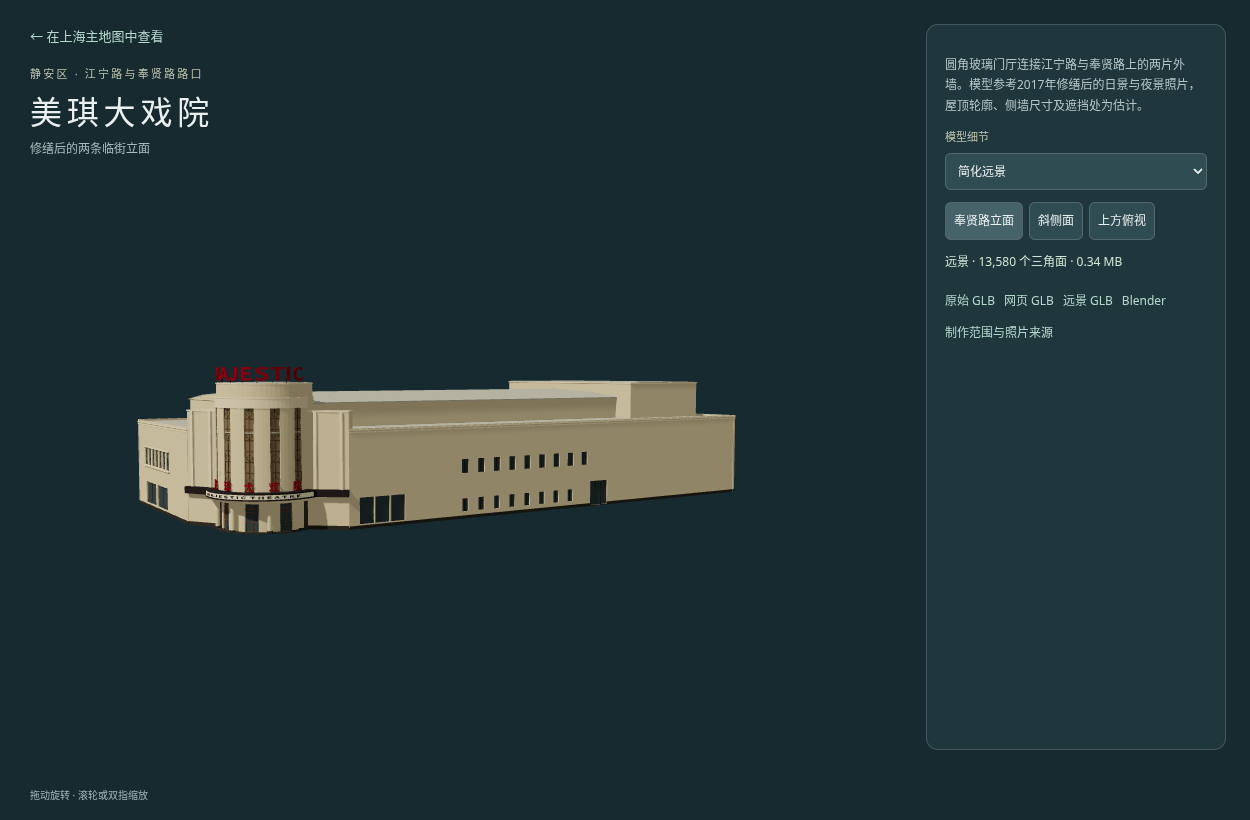 ← 在上海主地图中查看
静安区 · 江宁路与奉贤路路口
美琪大戏院
修缮后的两条临街立面
MAJESTIC
MAJESTIC THEATRE
拖动旋转 · 滚轮或双指缩放
圆角玻璃门厅连接江宁路与奉贤路上的两片外
墙。模型参考2017年修缮后的日景与夜景照片，
屋顶轮廓、侧墙尺寸及遮挡处为估计。
模型细节
简化远景
奉贤路立面 斜侧面 上方俯视
远景 · 13,580 个三角面 · 0.34 MB
原始 GLB 网页 GLB 远景 GLB Blender
制作范围与照片来源